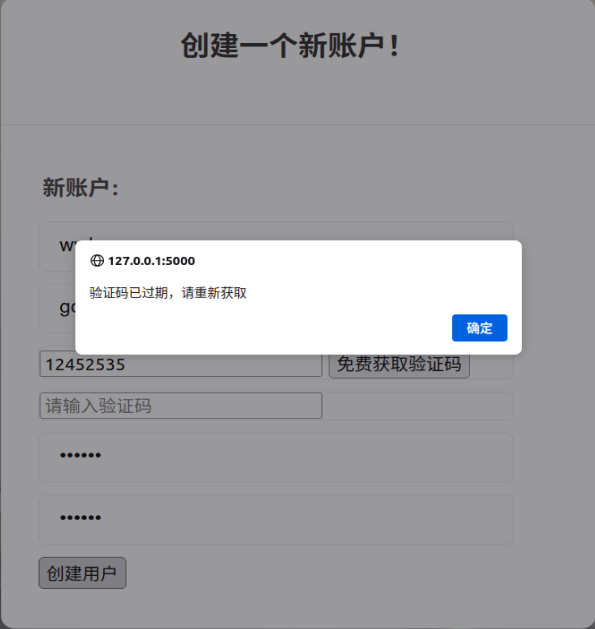 创建一个新账户！
新账户：
127.0.0.1:5000
验证码已过期，请重新获取
确定
12452535
免费获取验证码
请输入验证码
••••••
••••••
创建用户